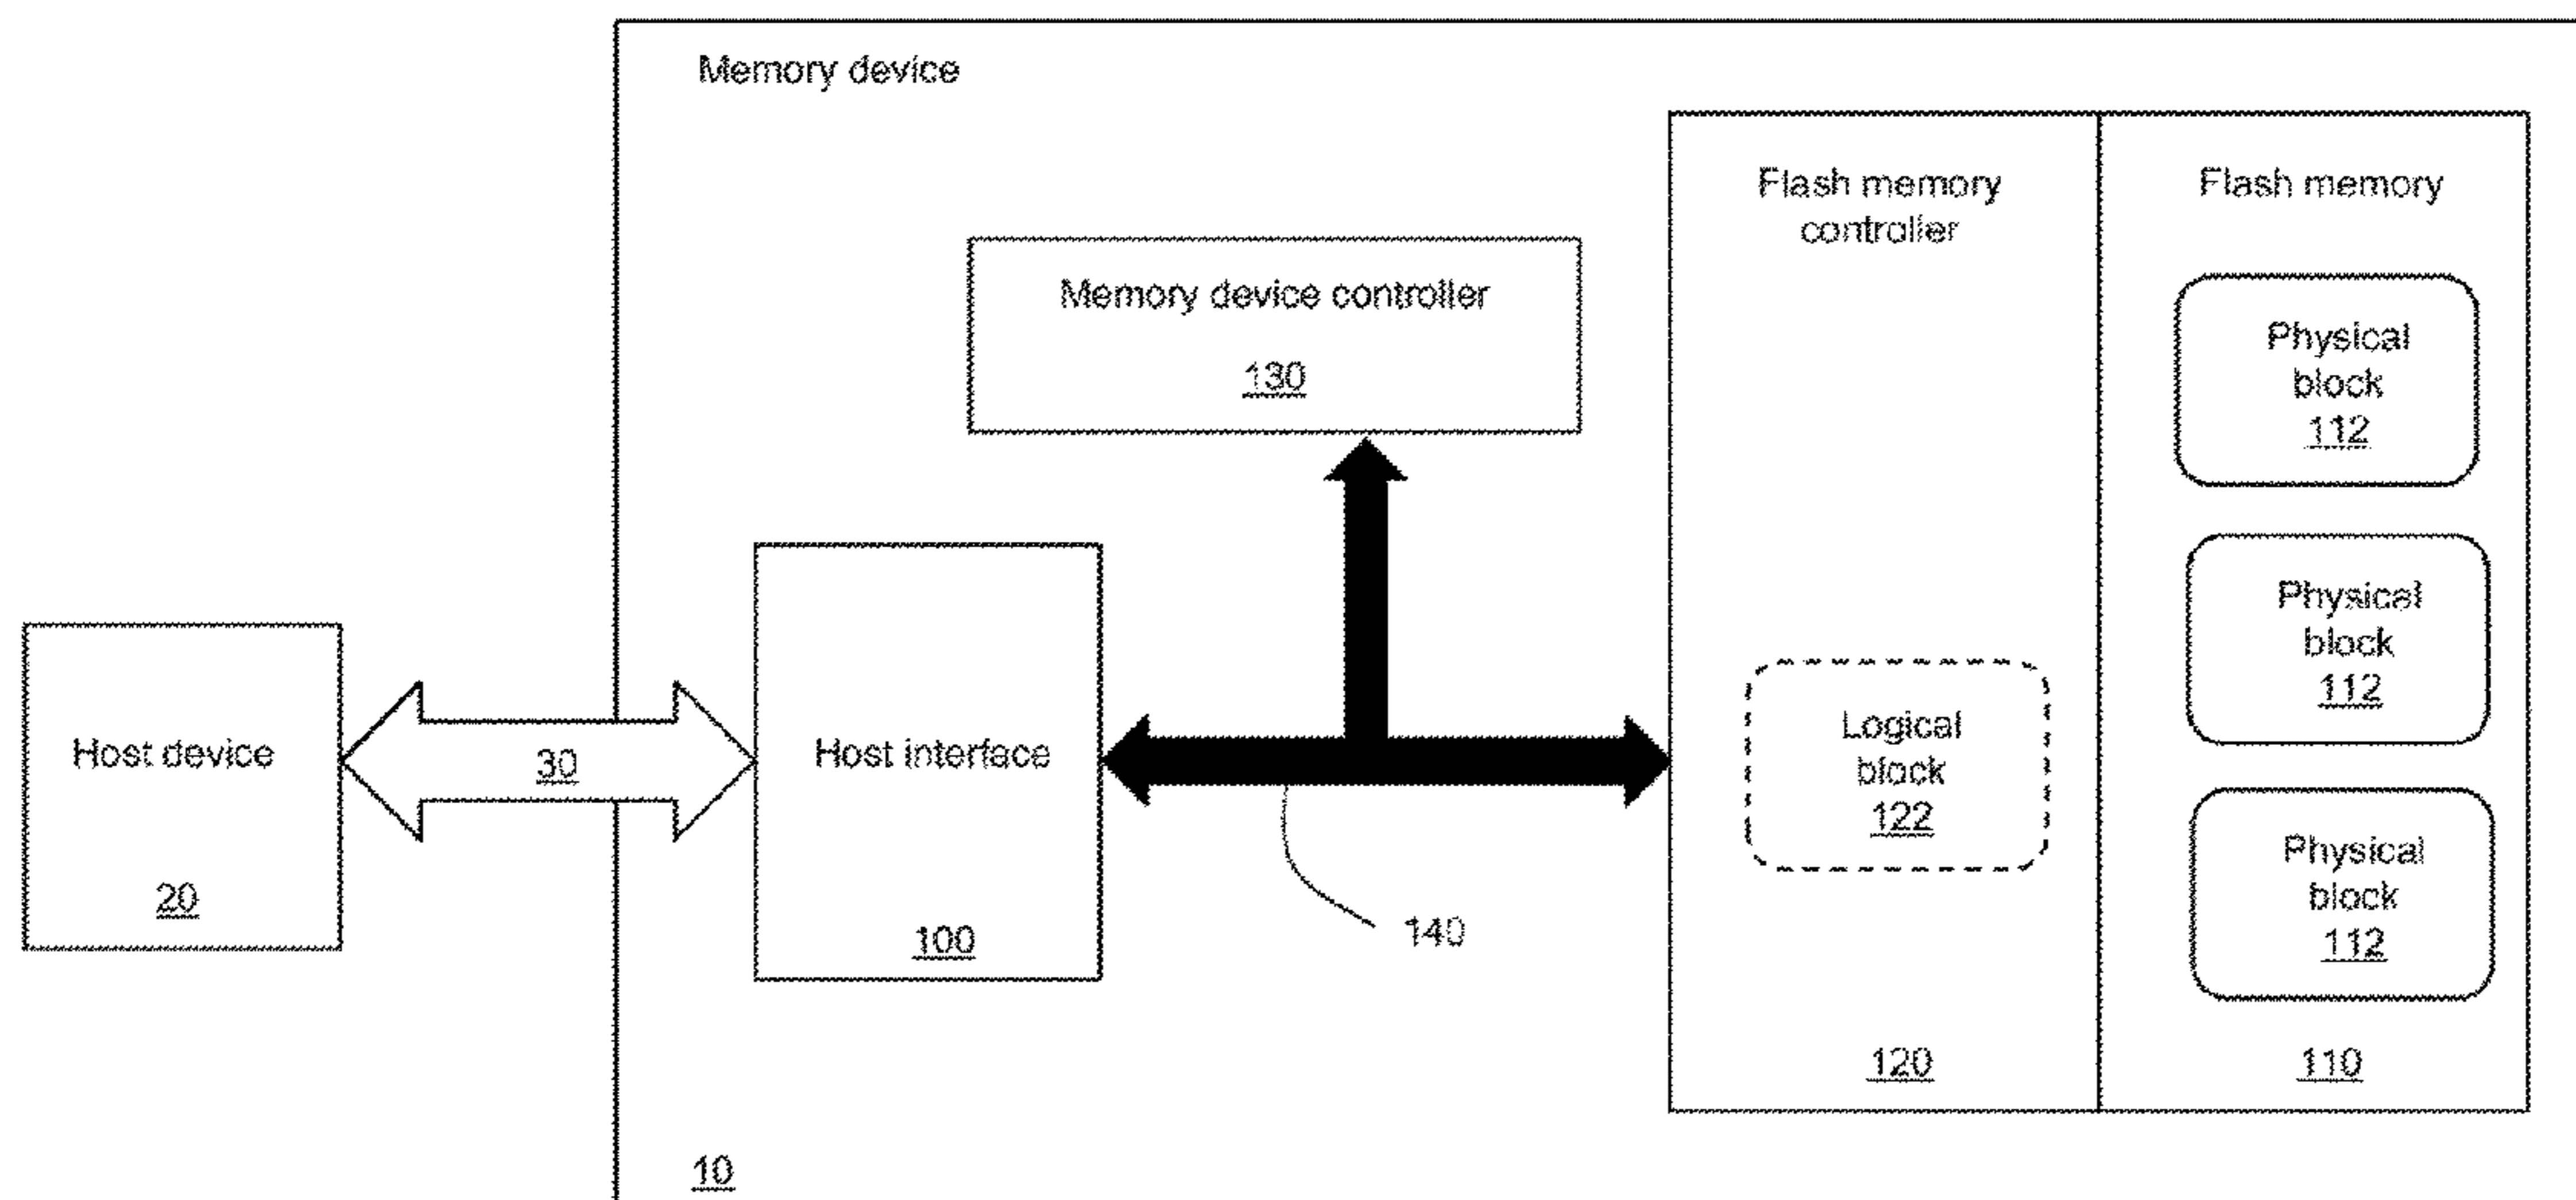 Memory device
Flash memory
controller
Flash memory
Memory device controller
130
Physical
block
112
Physical
block
112
Host device
20
30
Host interface
100
140
Logical
block
122
Physical
block
112
120
110
10